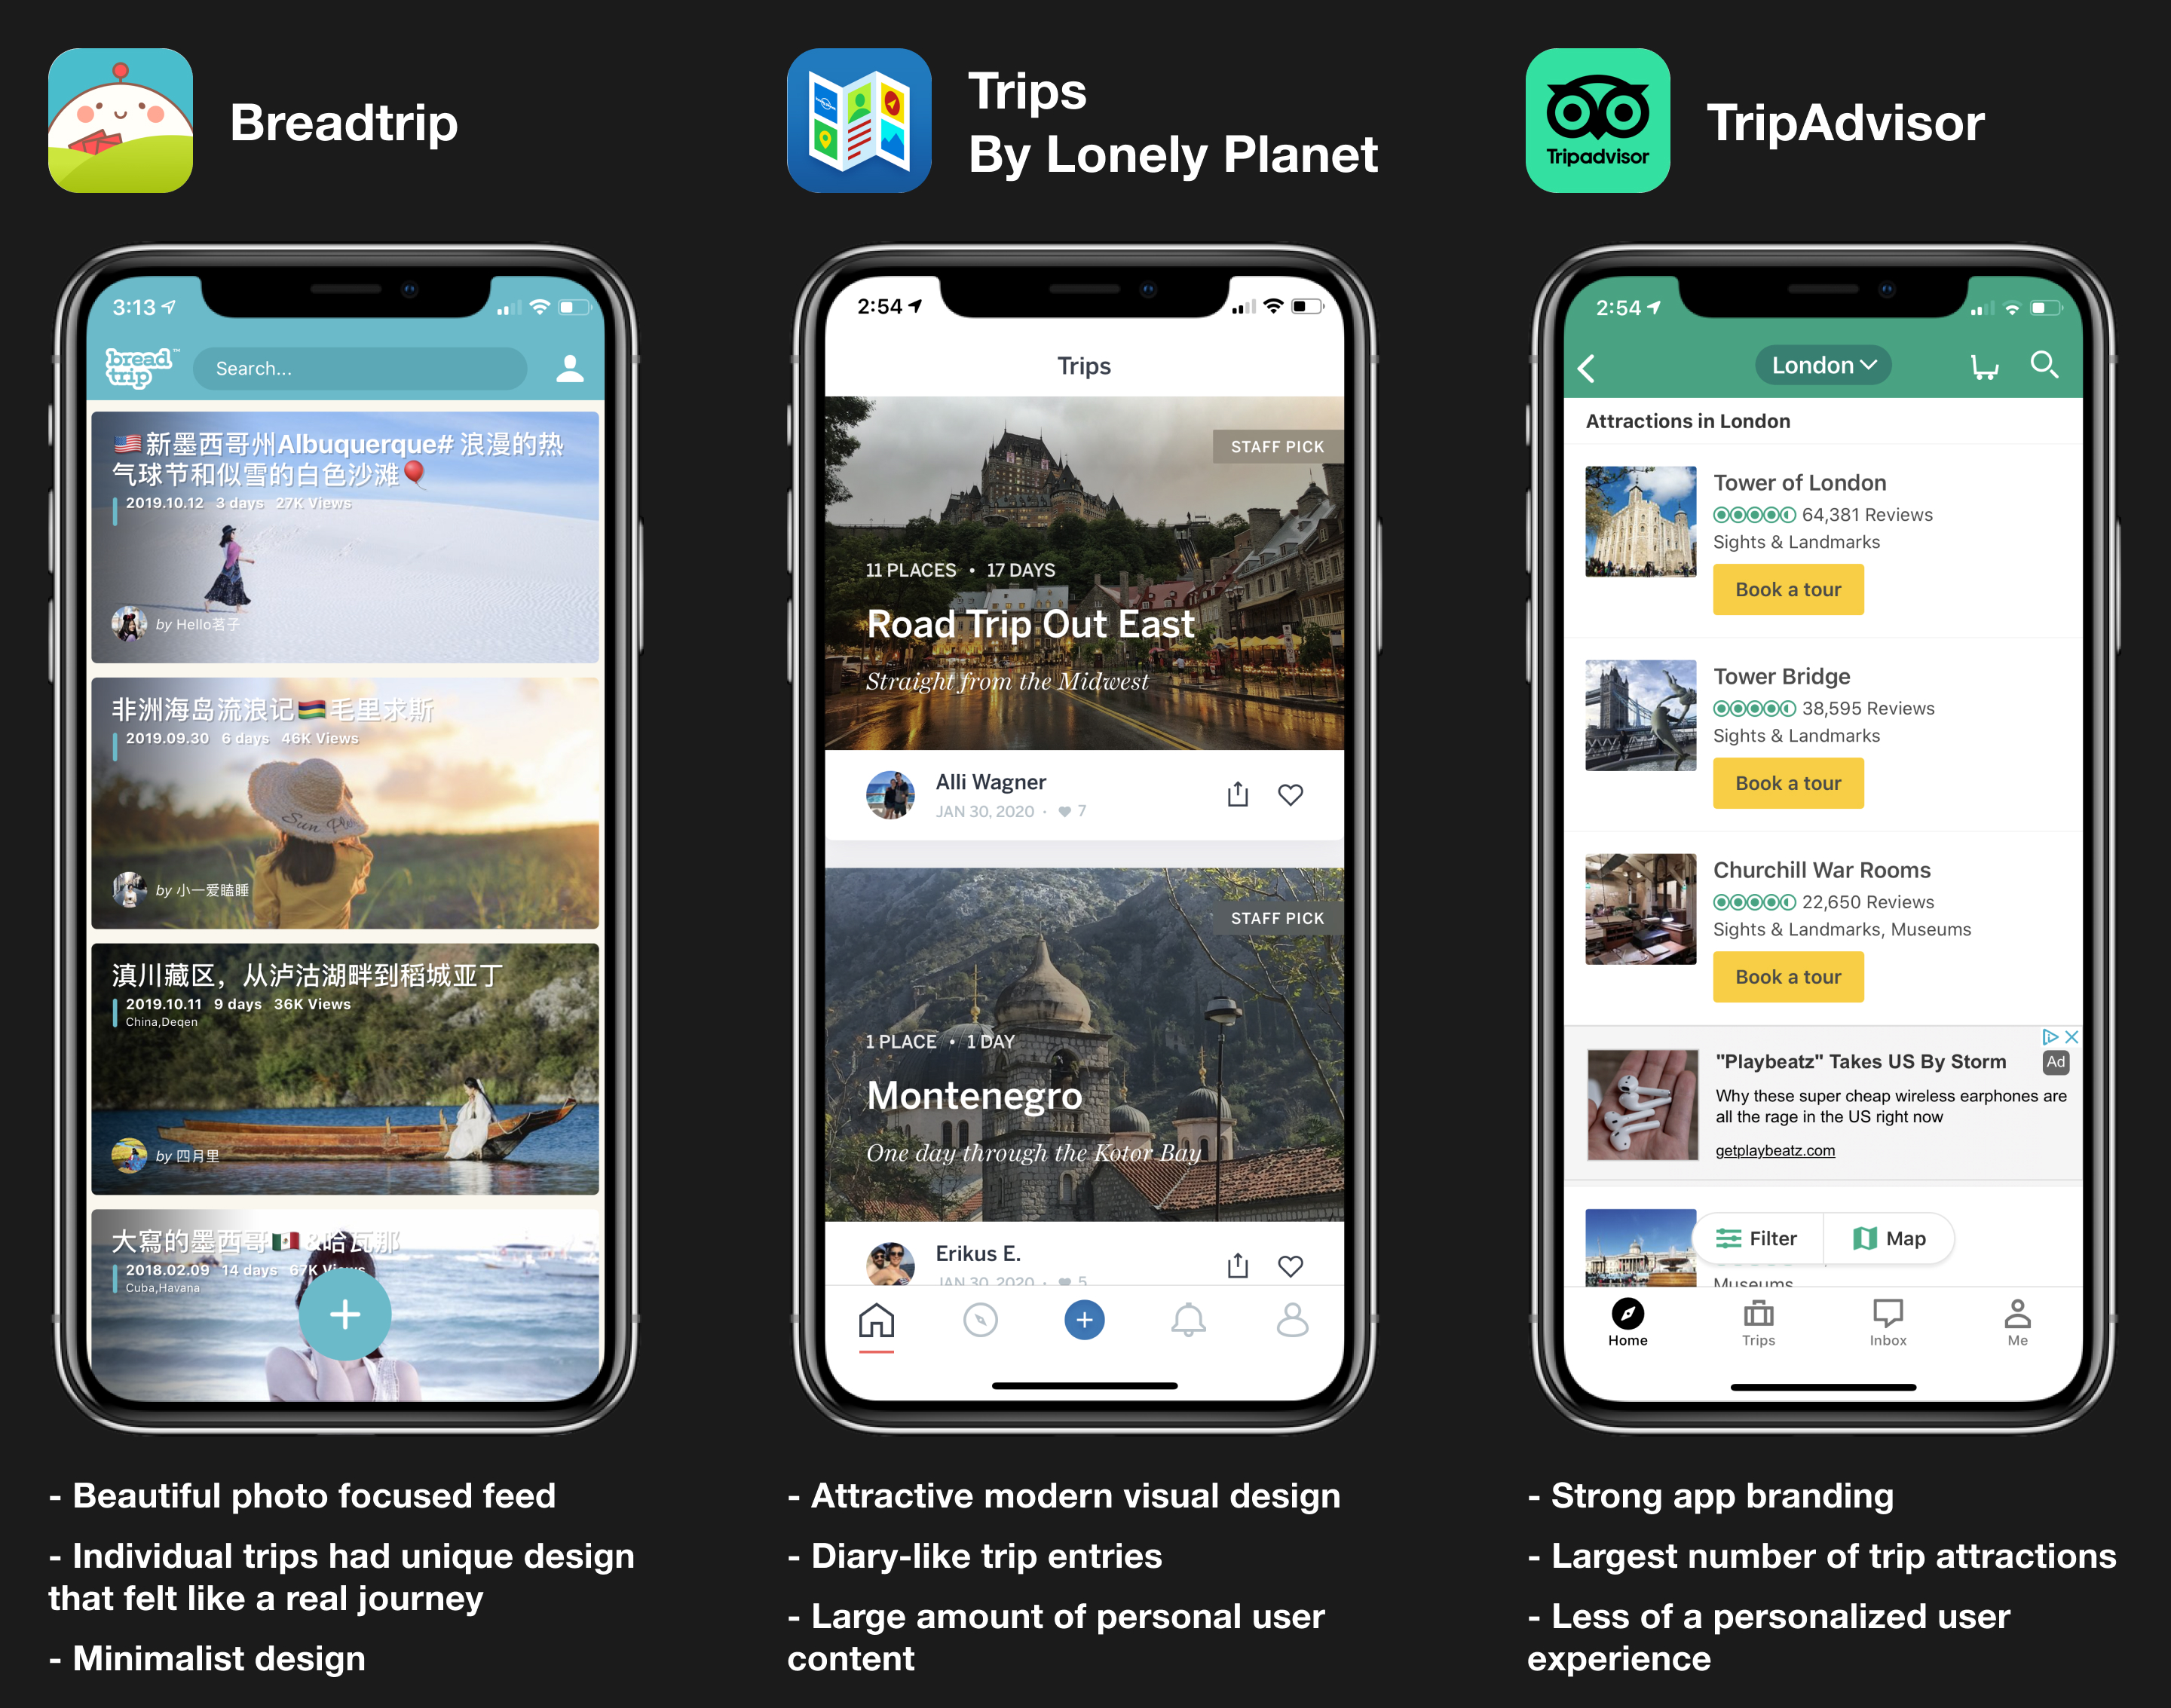 Breadtrip
Trips
By Lonely Planet
Tripadvisor
TripAdvisor
3:13
bread
trip™
Search...
🇺🇸新墨西哥州Albuquerque# 浪漫的热
气球节和似雪的白色沙滩🎈
2019.10.12 3 days 27K Views
by Hello茗子
非洲海岛流浪记🇲🇺毛里求斯
2019.09.30 6 days 46K Views
by 小一爱瞌睡
滇川藏区，从泸沽湖畔到稻城亚丁
2019.10.11 9 days 36K Views
China,Deqen
by 四月里
大寫的墨西哥🇲🇽 &哈瓦那
2018.02.09 14 days 67K Views
Cuba,Havana
+
- Beautiful photo focused feed
- Individual trips had unique design
that felt like a real journey
- Minimalist design
2:54
Trips
STAFF PICK
11 PLACES • 17 DAYS
Road Trip Out East
Straight from the Midwest
Alli Wagner
JAN 30, 2020 · 7
STAFF PICK
1 PLACE • 1 DAY
Montenegro
One day through the Kotor Bay
Erikus E.
JAN 30, 2020 · 5
+
- Attractive modern visual design
- Diary-like trip entries
- Large amount of personal user
content
2:54
London
Attractions in London
Tower of London
64,381 Reviews
Sights & Landmarks
Book a tour
Tower Bridge
38,595 Reviews
Sights & Landmarks
Book a tour
Churchill War Rooms
22,650 Reviews
Sights & Landmarks, Museums
Book a tour
"Playbeatz" Takes US By Storm
Ad
Why these super cheap wireless earphones are
all the rage in the US right now
getplaybeatz.com
Filter
Map
Museums
Home
Trips
Inbox
Me
- Strong app branding
- Largest number of trip attractions
- Less of a personalized user
experience